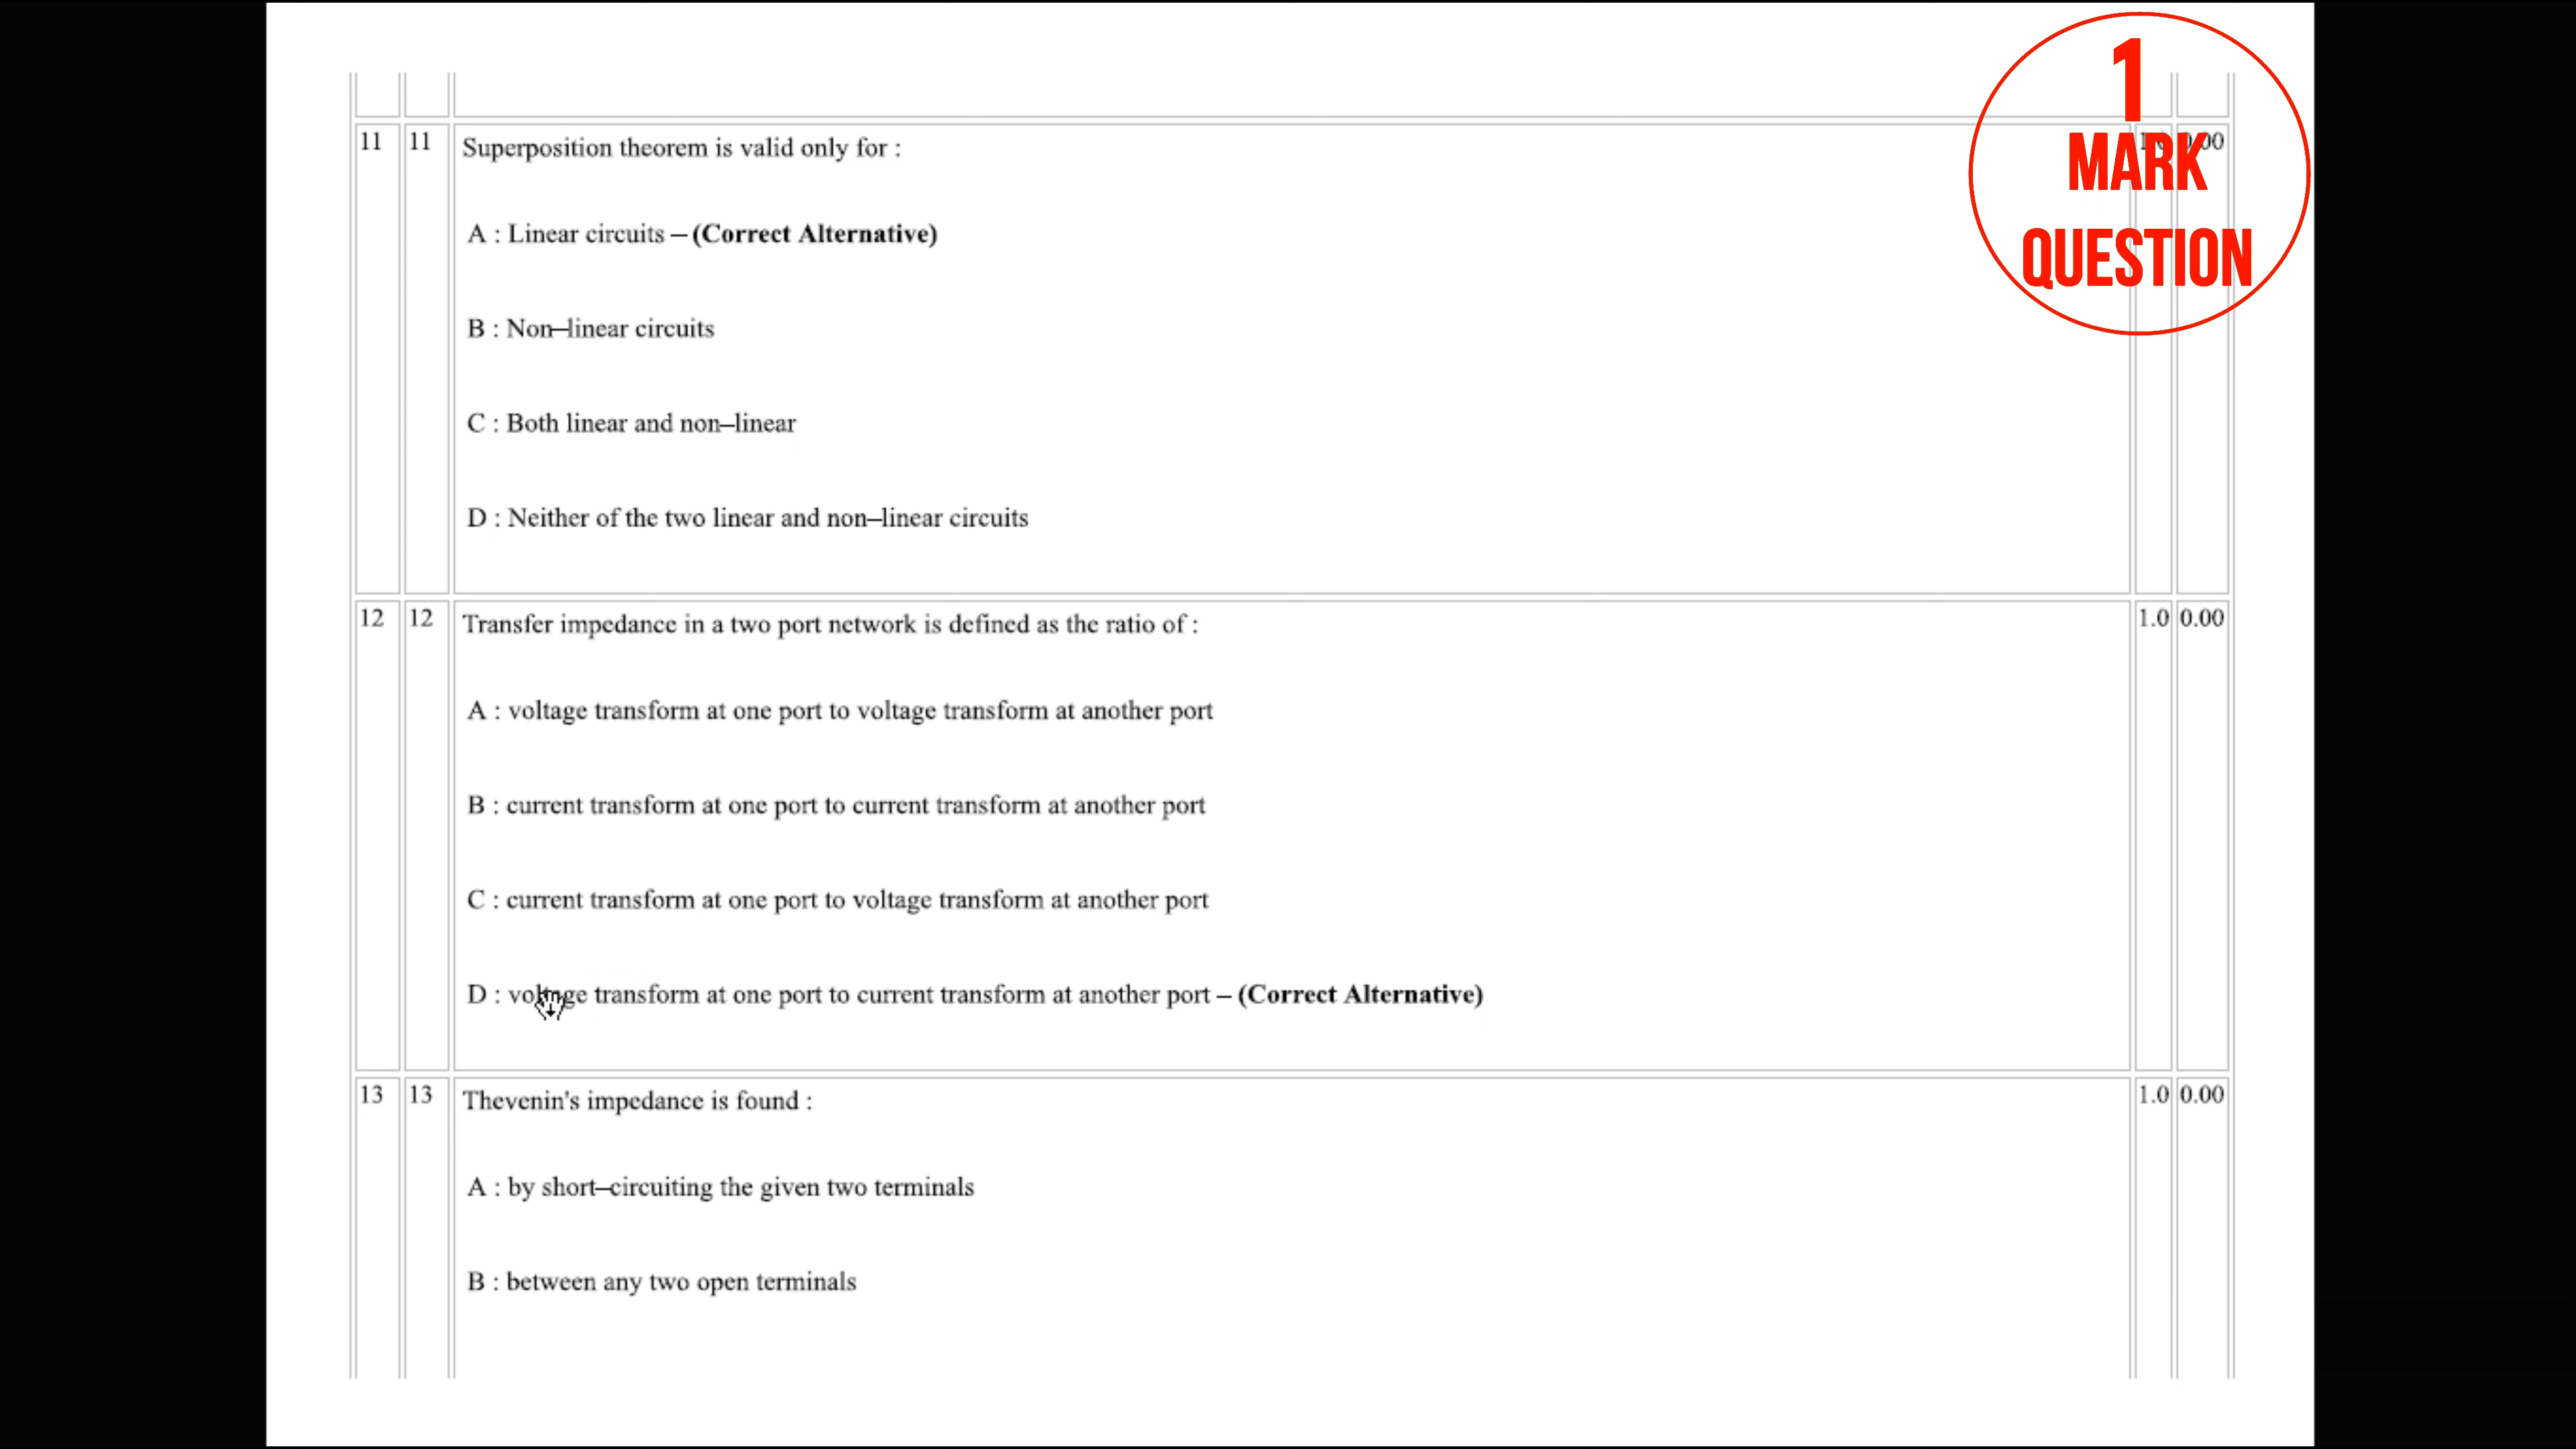 1
MARK
QUESTION
11 11 Superposition theorem is valid only for :
A : Linear circuits – (Correct Alternative)
B : Non–linear circuits
C : Both linear and non–linear
D : Neither of the two linear and non–linear circuits
12 12 Transfer impedance in a two port network is defined as the ratio of : 1.0 0.00
A : voltage transform at one port to voltage transform at another port
B : current transform at one port to current transform at another port
C : current transform at one port to voltage transform at another port
D : voltage transform at one port to current transform at another port – (Correct Alternative)
13 13 Thevenin's impedance is found : 1.0 0.00
A : by short–circuiting the given two terminals
B : between any two open terminals